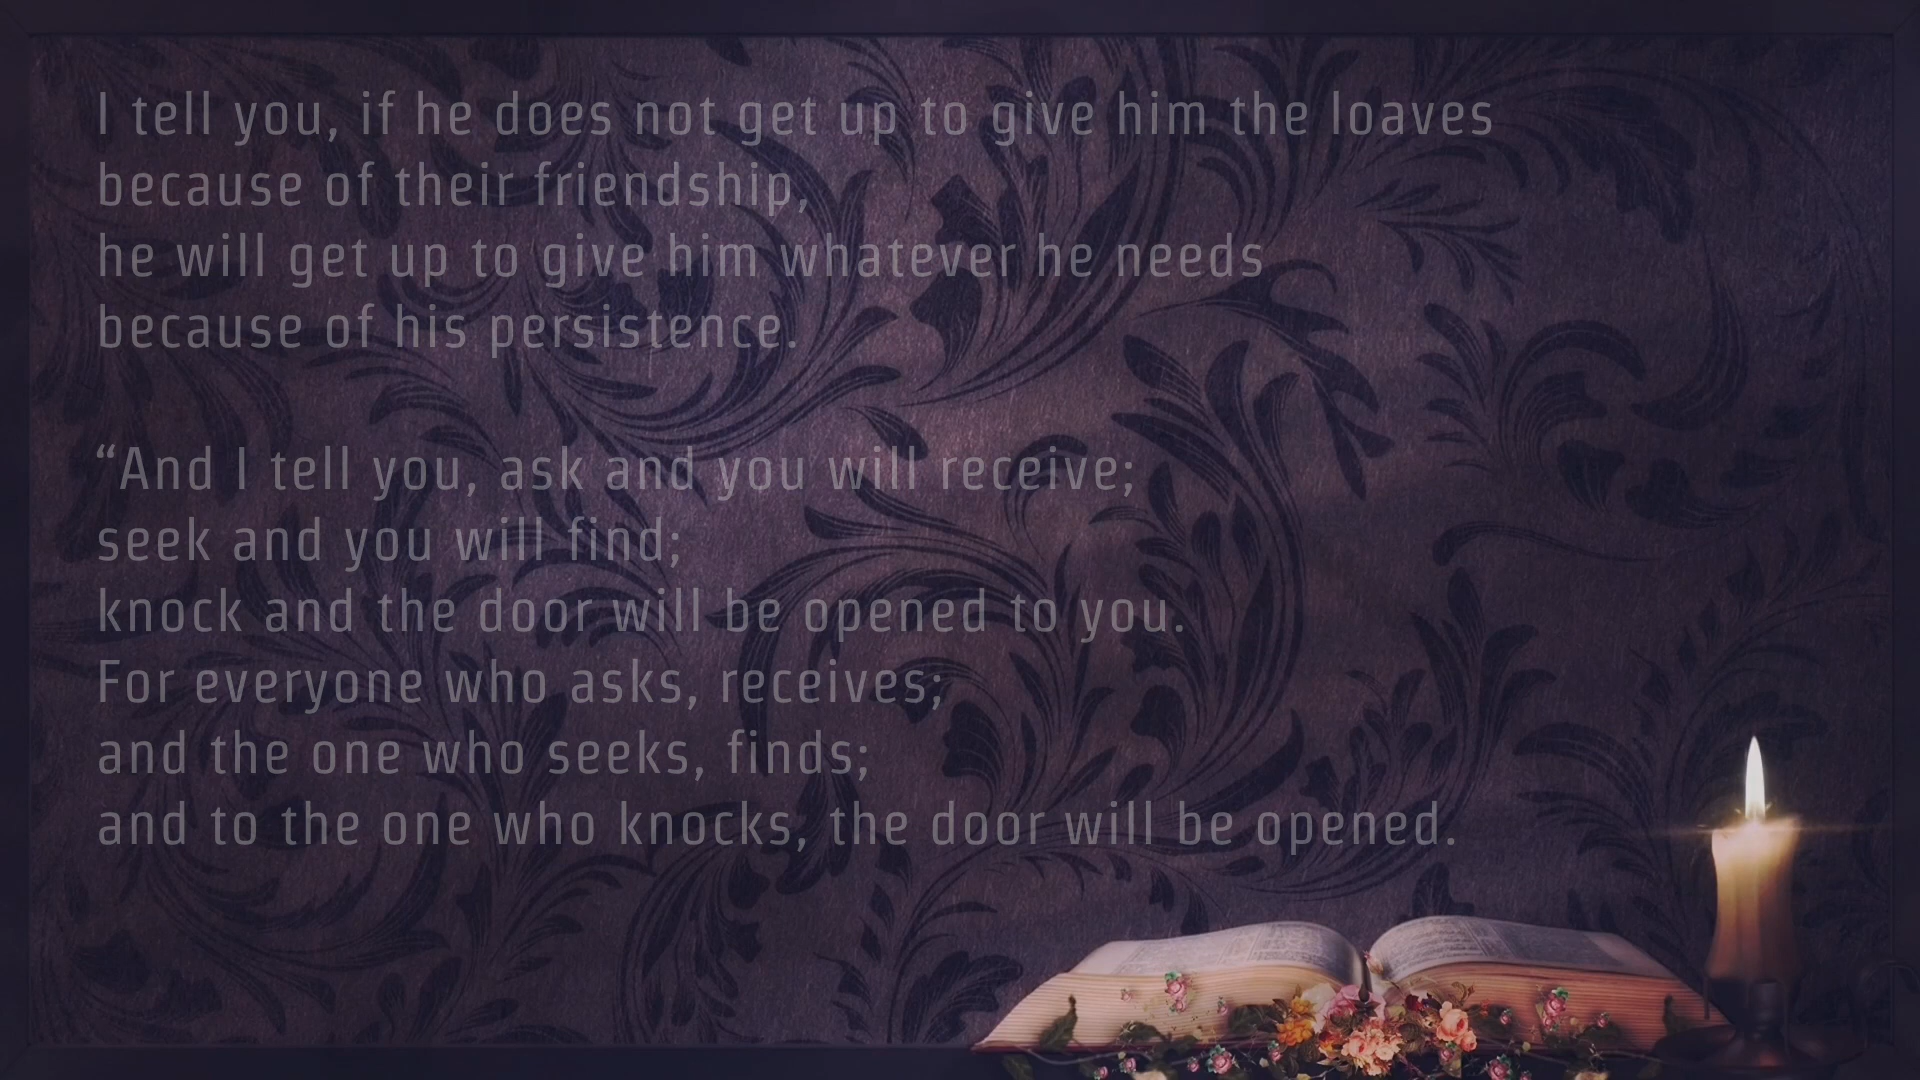 I tell you, if he does not get up to give him the loaves
because of their friendship,
he will get up to give him whatever he needs
because of his persistence.
“And I tell you, ask and you will receive;
seek and you will find;
knock and the door will be opened to you.
For everyone who asks, receives;
and the one who seeks, finds;
and to the one who knocks, the door will be opened.